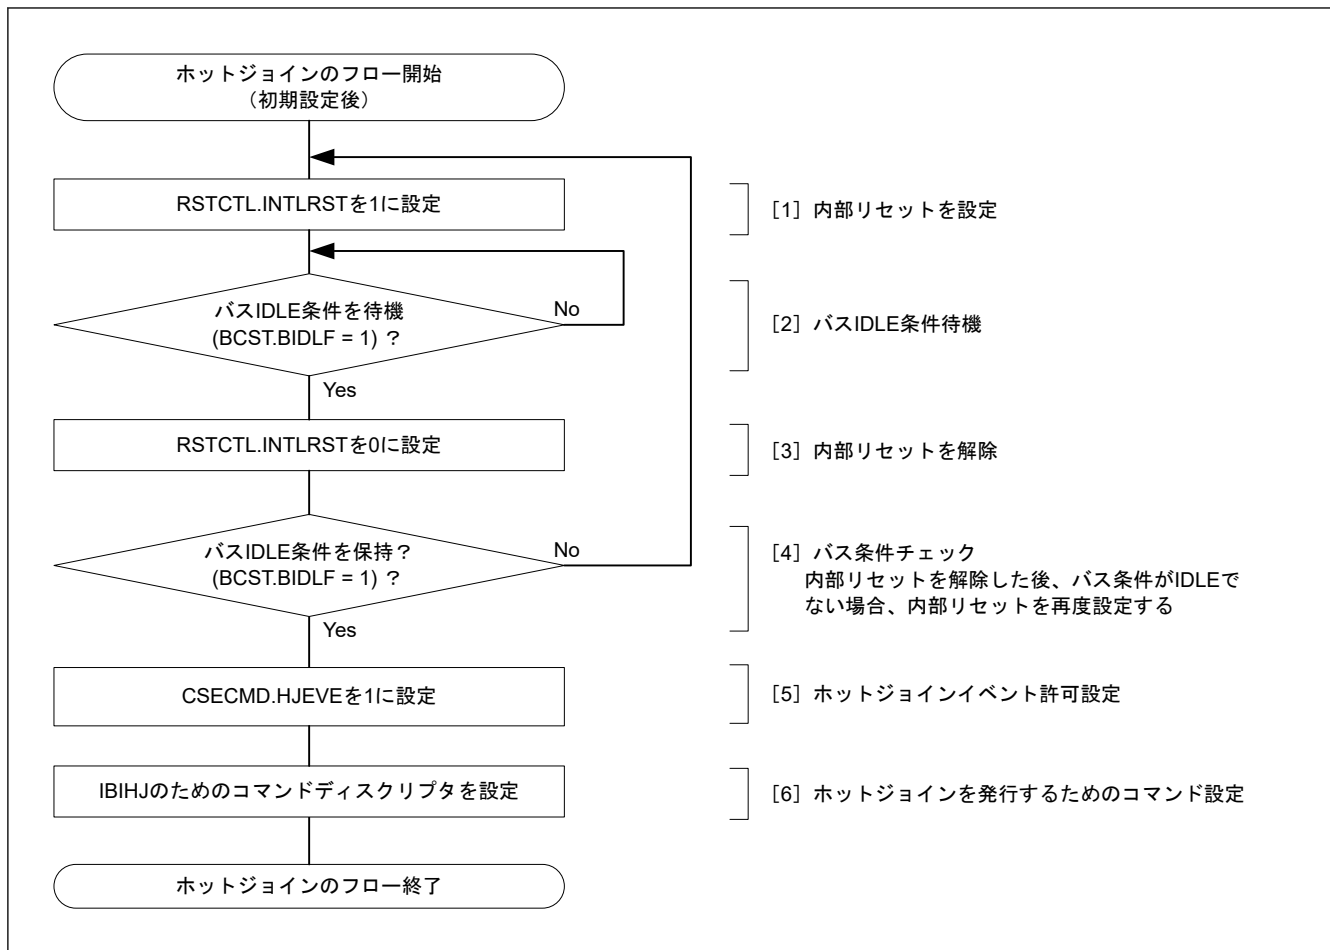 ホットジョインのフロー開始
（初期設定後）
RSTCTL.INTLRSTを1に設定
［1］内部リセットを設定
バスIDLE条件を待機
(BCST.BIDLF = 1) ？
No
［2］バスIDLE条件待機
Yes
RSTCTL.INTLRSTを0に設定
［3］内部リセットを解除
バスIDLE条件を保持？
(BCST.BIDLF = 1) ？
No
［4］バス条件チェック
内部リセットを解除した後、バス条件がIDLEで
ない場合、内部リセットを再度設定する
Yes
CSECMD.HJEVEを1に設定
［5］ホットジョインイベント許可設定
IBIHJのためのコマンドディスクリプタを設定
［6］ホットジョインを発行するためのコマンド設定
ホットジョインのフロー終了